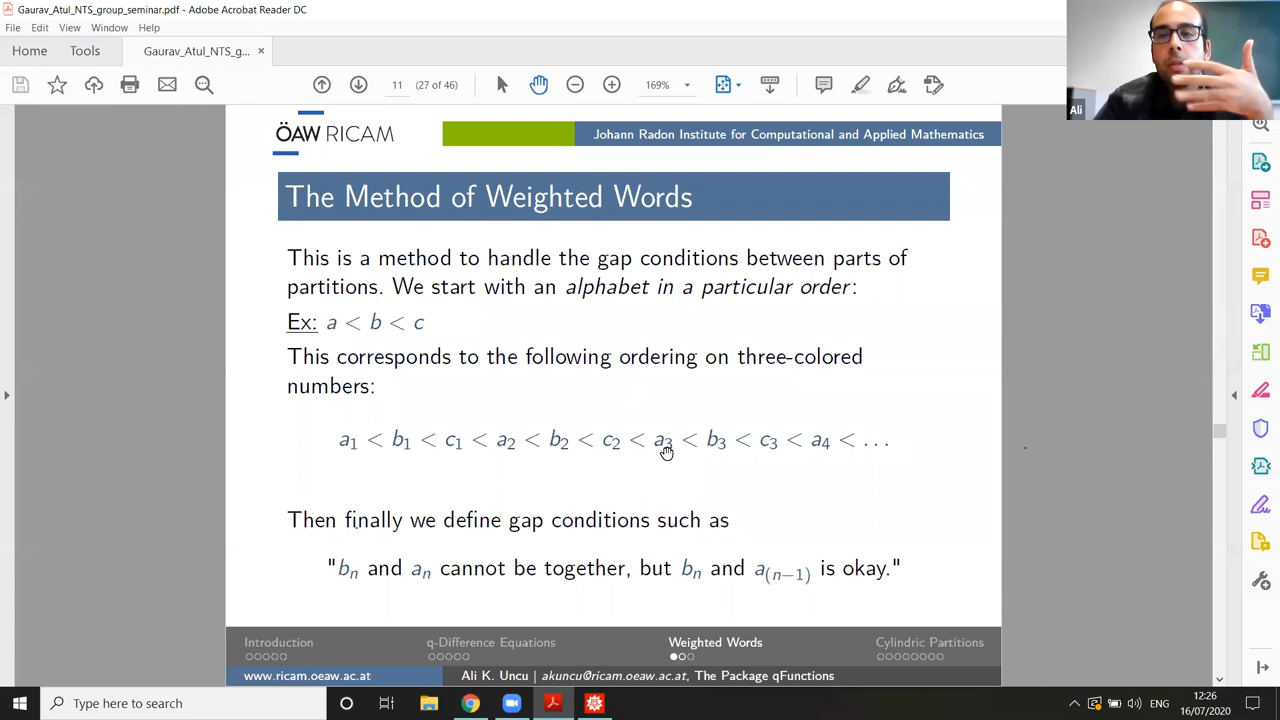 Gaurav_Atul_NTS_group_seminar.pdf - Adobe Acrobat Reader DC
File Edit View Window Help
Home Tools Gaurav_Atul_NTS_g... ×
11 (27 of 46) 169%
Ali
ÖAW RICAM
Johann Radon Institute for Computational and Applied Mathematics
The Method of Weighted Words
This is a method to handle the gap conditions between parts of
partitions. We start with an alphabet in a particular order:
Ex: a < b < c
This corresponds to the following ordering on three-colored
numbers:
a₁ < b₁ < c₁ < a₂ < b₂ < c₂ < a₃ < b₃ < c₃ < a₄ < ...
Then finally we define gap conditions such as
"bₙ and aₙ cannot be together, but bₙ and a₍ₙ₋₁₎ is okay."
Introduction q-Difference Equations Weighted Words Cylindric Partitions
www.ricam.oeaw.ac.at Ali K. Uncu | akuncu@ricam.oeaw.ac.at, The Package qFunctions
Type here to search
ENG
12:26
16/07/2020